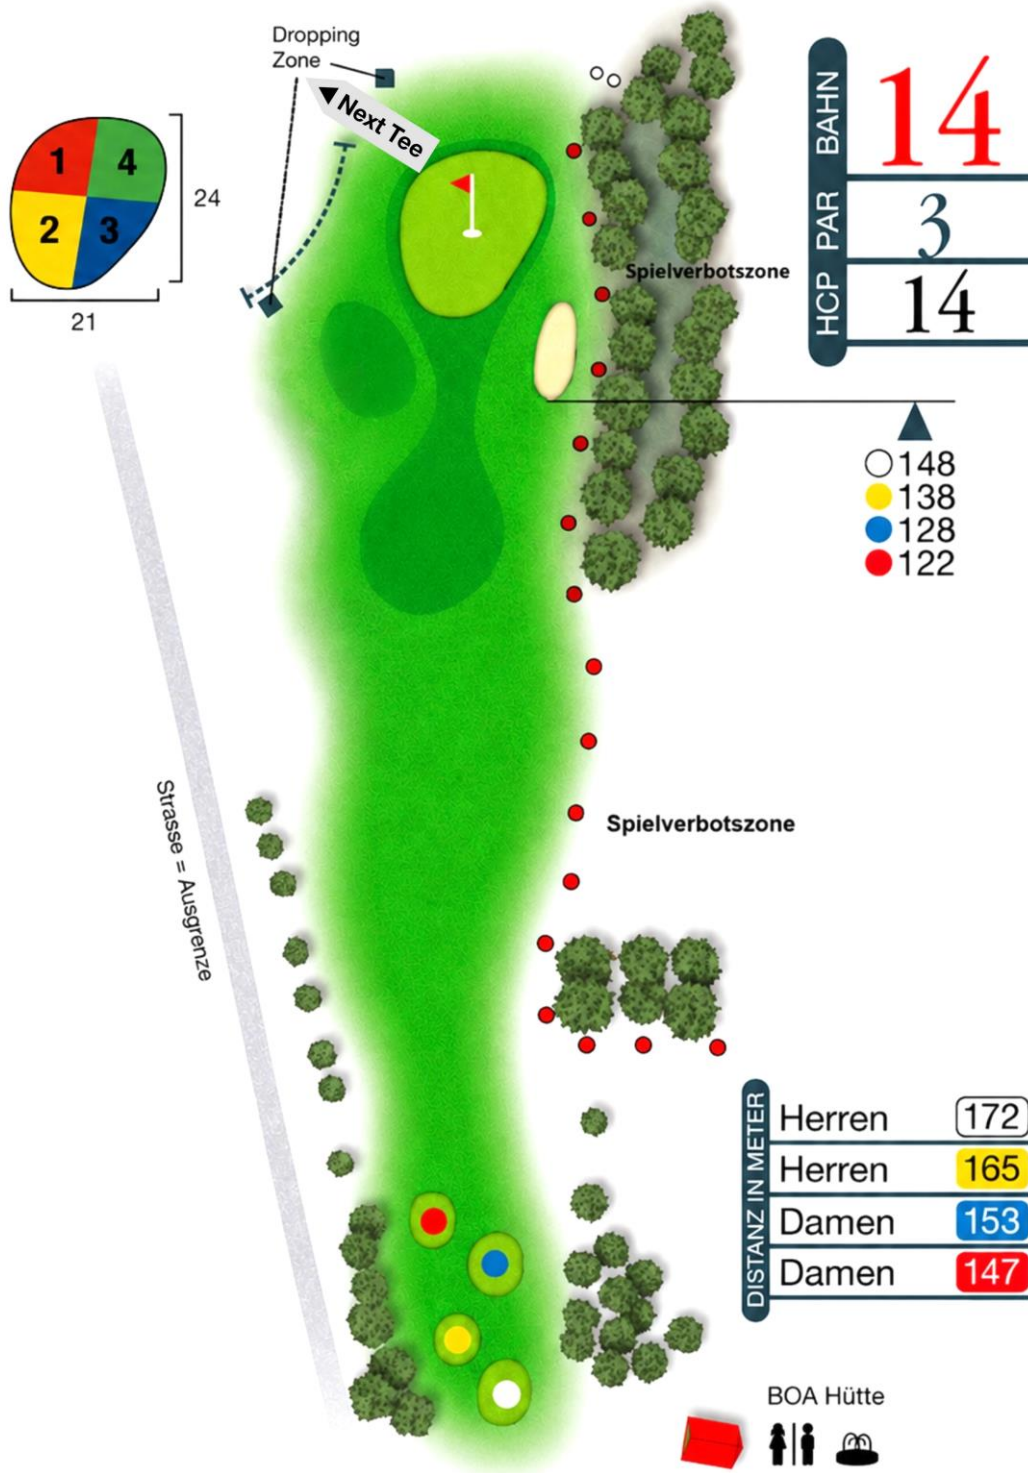 Dropping
Zone
Next Tee
1
4
2
3
24
21
BAHN
14
PAR
3
HCP
14
Spielverbotszone
148
138
128
122
Strasse = Ausgrenze
Spielverbotszone
DISTANZ IN METER
Herren 172
Herren 165
Damen 153
Damen 147
BOA Hütte